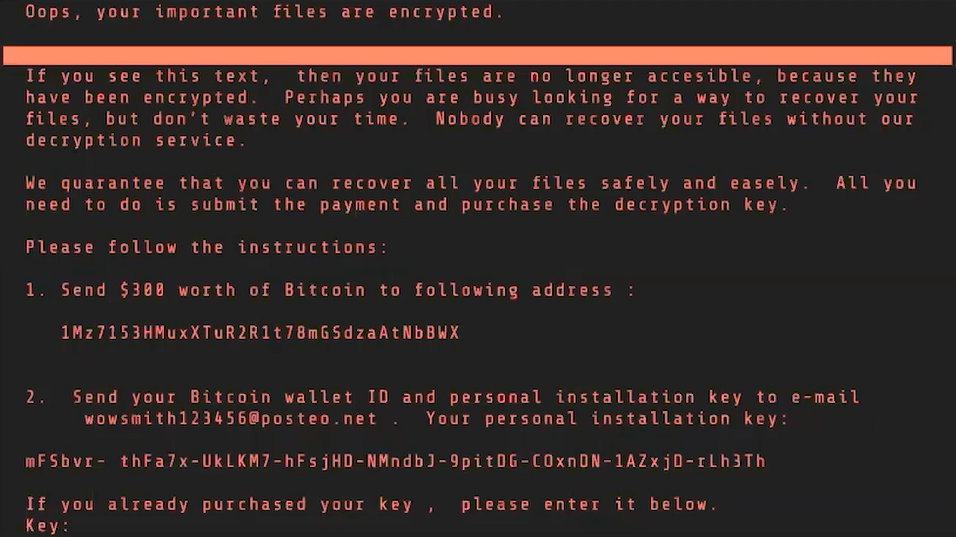 Oops, your important files are encrypted.
If you see this text, then your files are no longer accesible, because they
have been encrypted. Perhaps you are busy looking for a way to recover your
files, but don't waste your time. Nobody can recover your files without our
decryption service.
We quarantee that you can recover all your files safely and easely. All you
need to do is submit the payment and purchase the decryption key.
Please follow the instructions:
1. Send $300 worth of Bitcoin to following address :
1Mz7153HMuxXTuR2R1t78mGSdzaAtNbBWX
2. Send your Bitcoin wallet ID and personal installation key to e-mail
wowsmith123456@posteo.net . Your personal installation key:
mFSbvr- thFa7x-UkLKM7-hFsjHD-NMndbJ-9pitDG-COxnDN-1AZxjD-rLh3Th
If you already purchased your key , please enter it below.
Key: